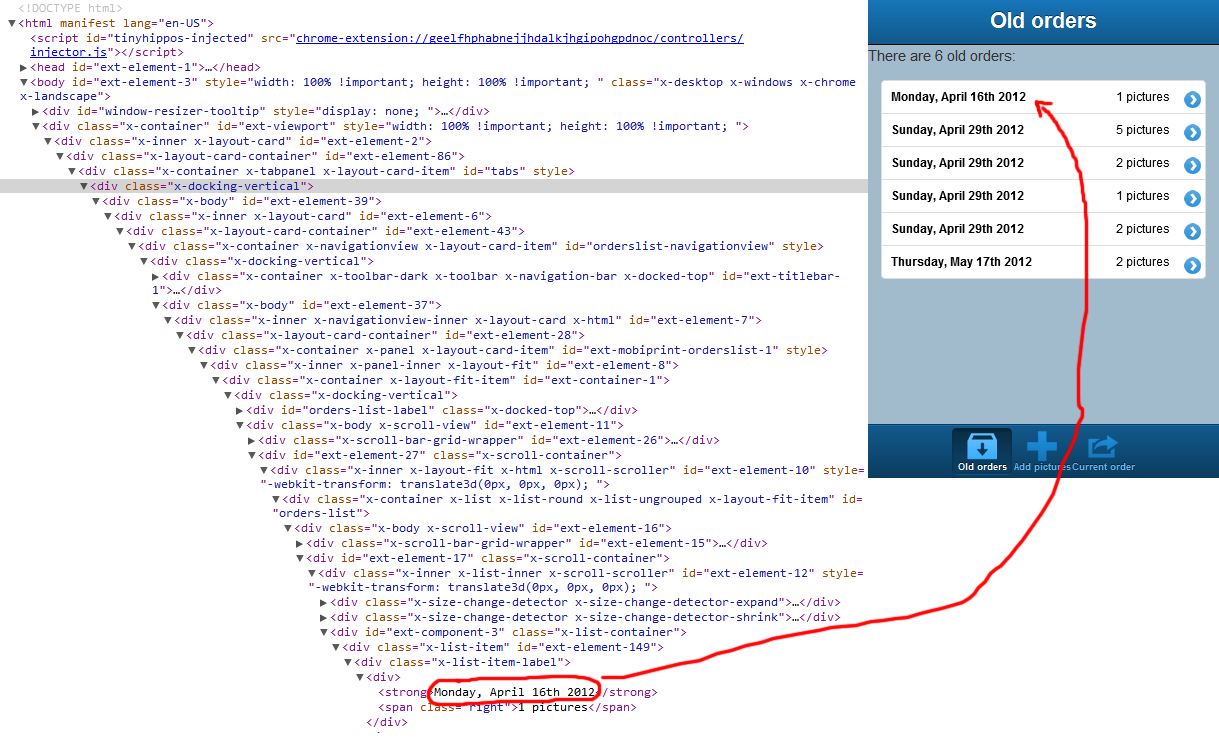 <!DOCTYPE html>
▼<html manifest lang="en-US">
<script id="tinyhippos-injected" src="chrome-extension://geelfhphabnejjhdalkjhgipohgpdnoc/controllers/
injector.js"></script>
▶<head id="ext-element-1">…</head>
▼<body id="ext-element-3" style="width: 100% !important; height: 100% !important; " class="x-desktop x-windows x-chrome
x-landscape">
▶<div id="window-resizer-tooltip" style="display: none; ">…</div>
▼<div class="x-container" id="ext-viewport" style="width: 100% !important; height: 100% !important; ">
▼<div class="x-inner x-layout-card" id="ext-element-2">
▼<div class="x-layout-card-container" id="ext-element-86">
▼<div class="x-container x-tabpanel x-layout-card-item" id="tabs" style>
▼<div class="x-docking-vertical">
▼<div class="x-body" id="ext-element-39">
▼<div class="x-inner x-layout-card" id="ext-element-6">
▼<div class="x-layout-card-container" id="ext-element-43">
▼<div class="x-container x-navigationview x-layout-card-item" id="orderslist-navigationview" style>
▼<div class="x-docking-vertical">
▶<div class="x-container x-toolbar-dark x-toolbar x-navigation-bar x-docked-top" id="ext-titlebar-
1">…</div>
▼<div class="x-body" id="ext-element-37">
▼<div class="x-inner x-navigationview-inner x-layout-card x-html" id="ext-element-7">
▼<div class="x-layout-card-container" id="ext-element-28">
▼<div class="x-container x-panel x-layout-card-item" id="ext-mobiprint-orderslist-1" style>
▼<div class="x-inner x-panel-inner x-layout-fit" id="ext-element-8">
▼<div class="x-container x-layout-fit-item" id="ext-container-1">
▼<div class="x-docking-vertical">
▶<div id="orders-list-label" class="x-docked-top">…</div>
▼<div class="x-body x-scroll-view" id="ext-element-11">
▶<div class="x-scroll-bar-grid-wrapper" id="ext-element-26">…</div>
▼<div id="ext-element-27" class="x-scroll-container">
▼<div class="x-inner x-layout-fit x-html x-scroll-scroller" id="ext-element-10" style=
"-webkit-transform: translate3d(0px, 0px, 0px); ">
▼<div class="x-container x-list x-list-round x-list-ungrouped x-layout-fit-item" id=
"orders-list">
▼<div class="x-body x-scroll-view" id="ext-element-16">
▶<div class="x-scroll-bar-grid-wrapper" id="ext-element-15">…</div>
▼<div id="ext-element-17" class="x-scroll-container">
▼<div class="x-inner x-list-inner x-scroll-scroller" id="ext-element-12" style=
"-webkit-transform: translate3d(0px, 0px, 0px); ">
▶<div class="x-size-change-detector x-size-change-detector-expand">…</div>
▶<div class="x-size-change-detector x-size-change-detector-shrink">…</div>
▼<div id="ext-component-3" class="x-list-container">
▼<div class="x-list-item" id="ext-element-149">
▼<div class="x-list-item-label">
▼<div>
<strong>Monday, April 16th 2012</strong>
<span class="right">1 pictures</span>
</div>
Old orders
There are 6 old orders:
Monday, April 16th 2012 1 pictures
Sunday, April 29th 2012 5 pictures
Sunday, April 29th 2012 2 pictures
Sunday, April 29th 2012 1 pictures
Sunday, April 29th 2012 2 pictures
Thursday, May 17th 2012 2 pictures
Old orders Add pictures Current order